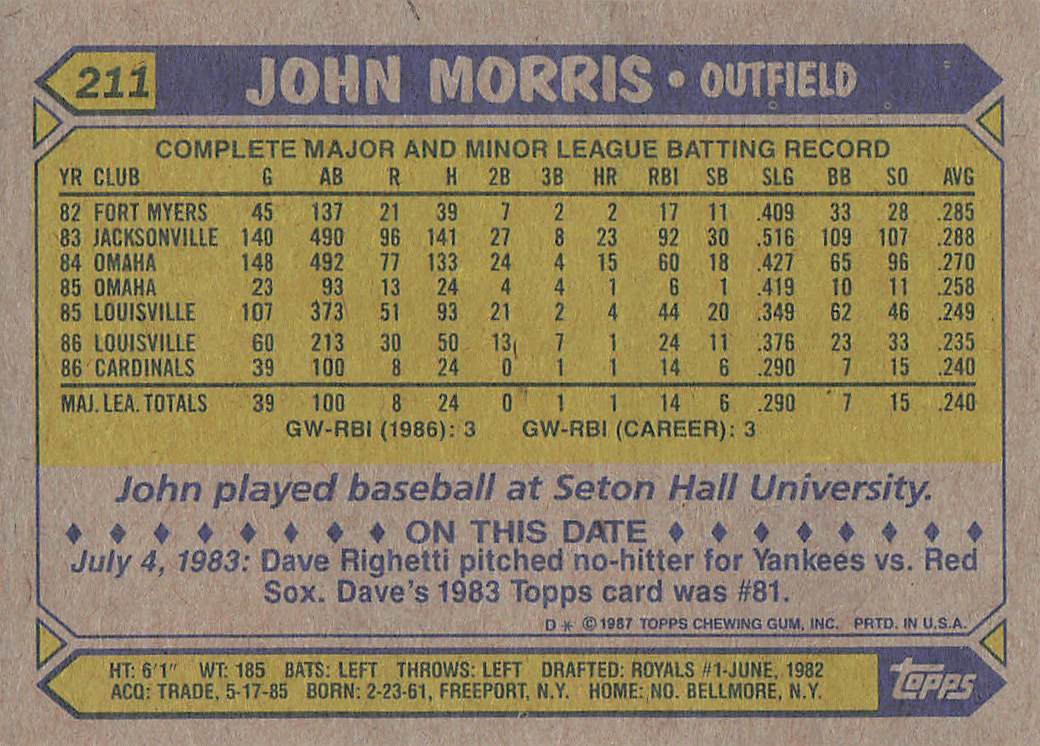 211 JOHN MORRIS • OUTFIELD
COMPLETE MAJOR AND MINOR LEAGUE BATTING RECORD
YR CLUB G AB R H 2B 3B HR RBI SB SLG BB SO AVG
82 FORT MYERS 45 137 21 39 7 2 2 17 11 .409 33 28 .285
83 JACKSONVILLE 140 490 96 141 27 8 23 92 30 .516 109 107 .288
84 OMAHA 148 492 77 133 24 4 15 60 18 .427 65 96 .270
85 OMAHA 23 93 13 24 4 4 1 6 1 .419 10 11 .258
85 LOUISVILLE 107 373 51 93 21 2 4 44 20 .349 62 46 .249
86 LOUISVILLE 60 213 30 50 13 7 1 24 11 .376 23 33 .235
86 CARDINALS 39 100 8 24 0 1 1 14 6 .290 7 15 .240
MAJ. LEA. TOTALS 39 100 8 24 0 1 1 14 6 .290 7 15 .240
GW-RBI (1986): 3 GW-RBI (CAREER): 3
John played baseball at Seton Hall University.
♦ ♦ ♦ ♦ ♦ ♦ ♦ ♦ ON THIS DATE ♦ ♦ ♦ ♦ ♦ ♦ ♦ ♦
July 4, 1983: Dave Righetti pitched no-hitter for Yankees vs. Red
Sox. Dave's 1983 Topps card was #81.
D * © 1987 TOPPS CHEWING GUM, INC. PRTD. IN U.S.A.
HT: 6'1" WT: 185 BATS: LEFT THROWS: LEFT DRAFTED: ROYALS #1-JUNE, 1982
ACQ: TRADE, 5-17-85 BORN: 2-23-61, FREEPORT, N.Y. HOME: NO. BELLMORE, N.Y.
topps